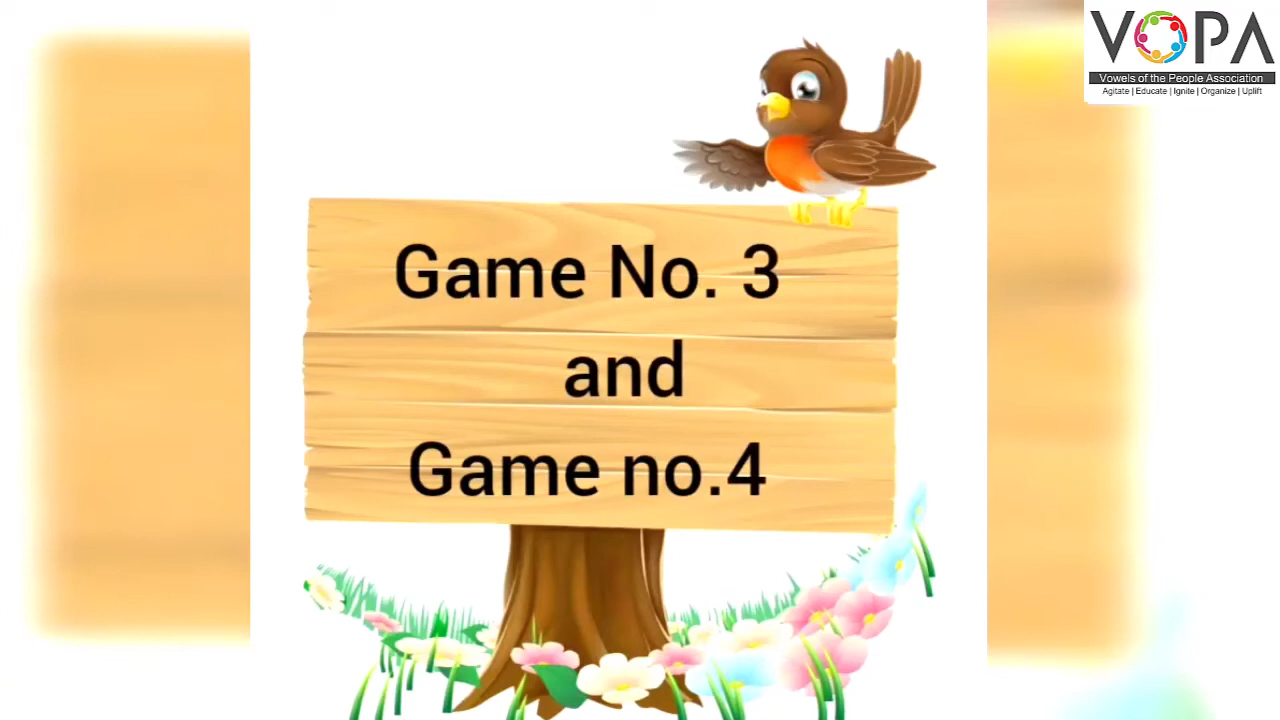 VOPA
Vowels of the People Association
Agitate | Educate | Ignite | Organize | Uplift
Game No. 3
and
Game no.4